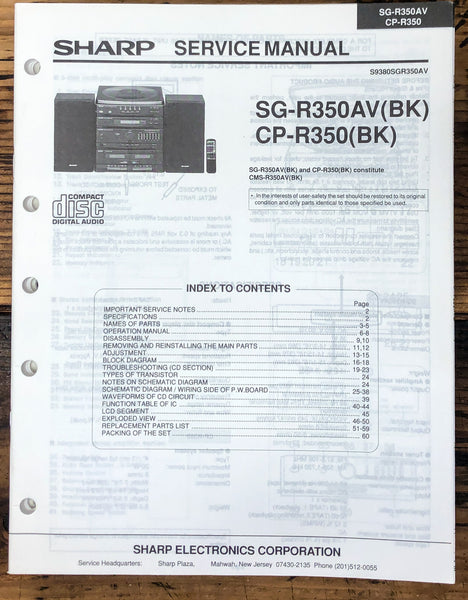 SG-R350AV
CP-R350
SHARP SERVICE MANUAL
S9380SGR350AV
SG-R350AV(BK)
CP-R350(BK)
SG-R350AV(BK) and CP-R350(BK) constitute
CMS-R350AV(BK)
• In the interests of user-safety the set should be restored to its original
condition and only parts identical to those specified be used.
COMPACT
disc
DIGITAL AUDIO
INDEX TO CONTENTS
Page
IMPORTANT SERVICE NOTES 2
SPECIFICATIONS 2
NAMES OF PARTS 3-5
OPERATION MANUAL 6-8
DISASSEMBLY 9,10
REMOVING AND REINSTALLING THE MAIN PARTS 11,12
ADJUSTMENT 13-15
BLOCK DIAGRAM 16-18
TROUBLESHOOTING (CD SECTION) 19-23
TYPES OF TRANSISTOR 24
NOTES ON SCHEMATIC DIAGRAM 24
SCHEMATIC DIAGRAM / WIRING SIDE OF P.W.BOARD 25-38
WAVEFORMS OF CD CIRCUIT 39
FUNCTION TABLE OF IC 40-44
LCD SEGMENT 45
EXPLODED VIEW 46-50
REPLACEMENT PARTS LIST 51-59
PACKING OF THE SET 60
SHARP ELECTRONICS CORPORATION
Service Headquarters: Sharp Plaza, Mahwah, New Jersey 07430-2135 Phone (201)512-0055